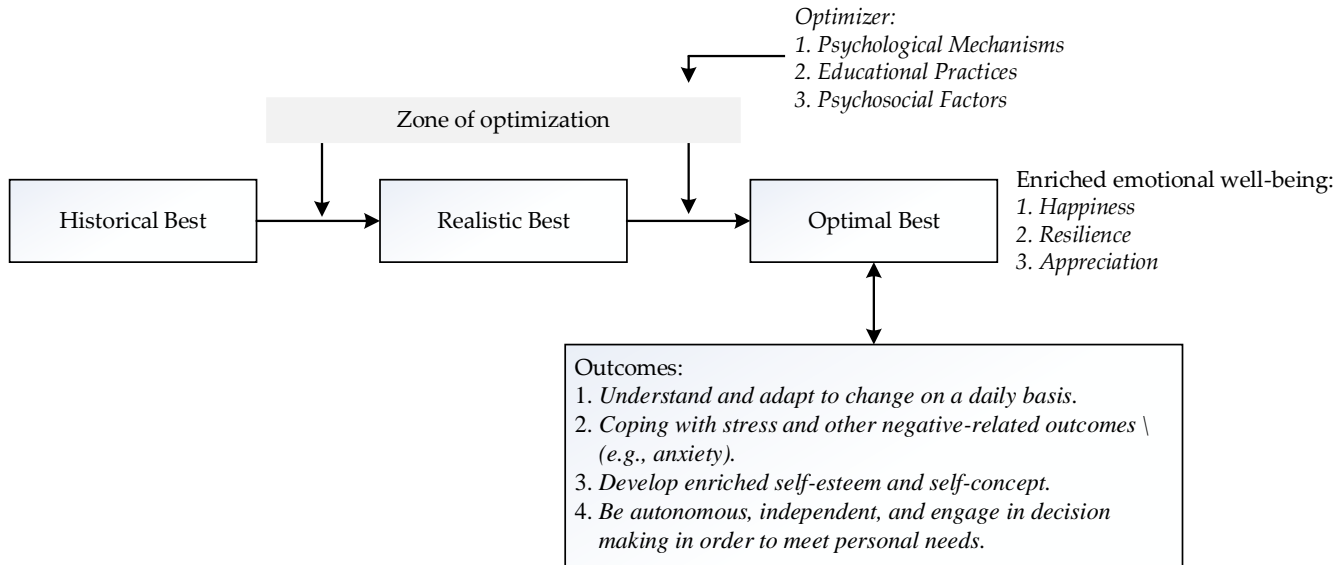 Optimizer:
1. Psychological Mechanisms
2. Educational Practices
3. Psychosocial Factors
Zone of optimization
Historical Best
Realistic Best
Optimal Best
Enriched emotional well-being:
1. Happiness
2. Resilience
3. Appreciation
Outcomes:
1. Understand and adapt to change on a daily basis.
2. Coping with stress and other negative-related outcomes \
(e.g., anxiety).
3. Develop enriched self-esteem and self-concept.
4. Be autonomous, independent, and engage in decision
making in order to meet personal needs.